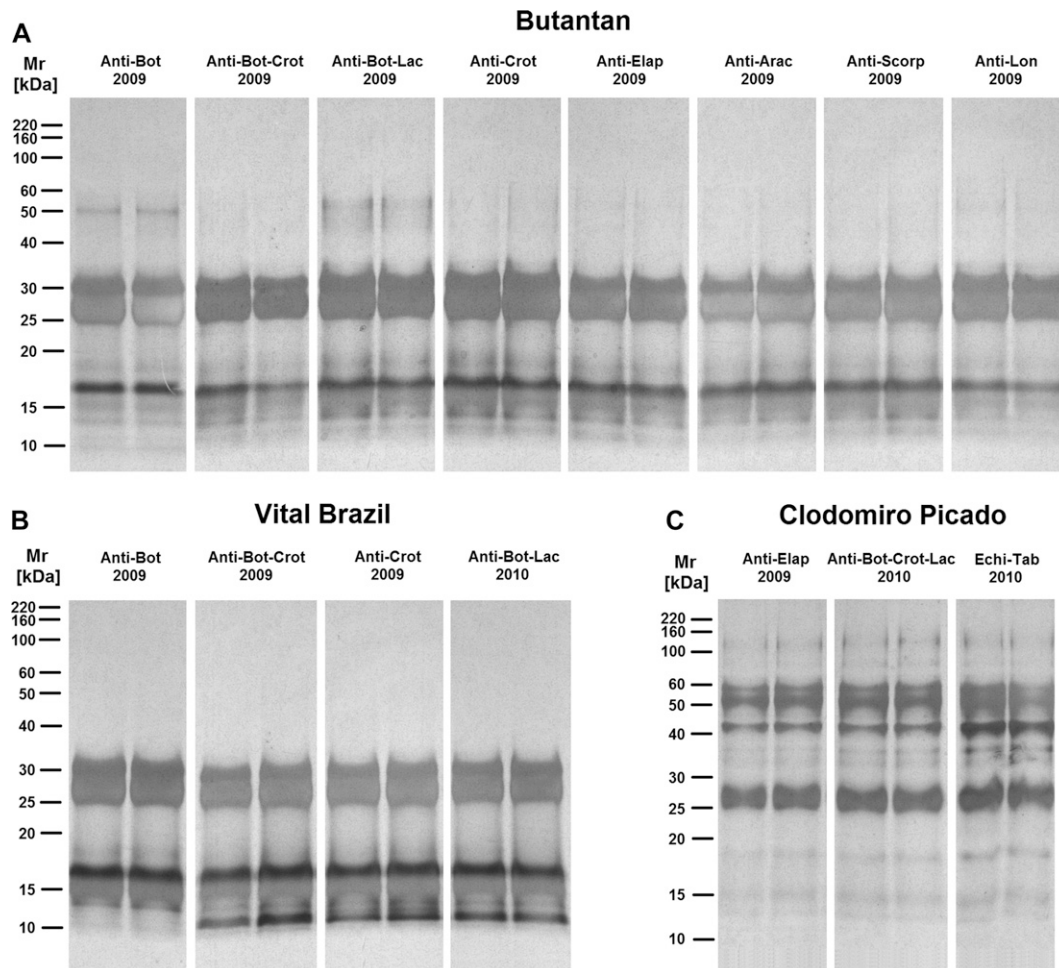 Butantan
A
Mr
[kDa]
Anti-Bot
2009
Anti-Bot-Crot
2009
Anti-Bot-Lac
2009
Anti-Crot
2009
Anti-Elap
2009
Anti-Arac
2009
Anti-Scorp
2009
Anti-Lon
2009
220
160
100
60
50
40
30
25
20
15
10
Vital Brazil
B
Mr
[kDa]
Anti-Bot
2009
Anti-Bot-Crot
2009
Anti-Crot
2009
Anti-Bot-Lac
2010
220
160
100
60
50
40
30
25
20
15
10
Clodomiro Picado
C
Mr
[kDa]
Anti-Elap
2009
Anti-Bot-Crot-Lac
2010
Echi-Tab
2010
220
160
100
60
50
40
30
25
20
15
10